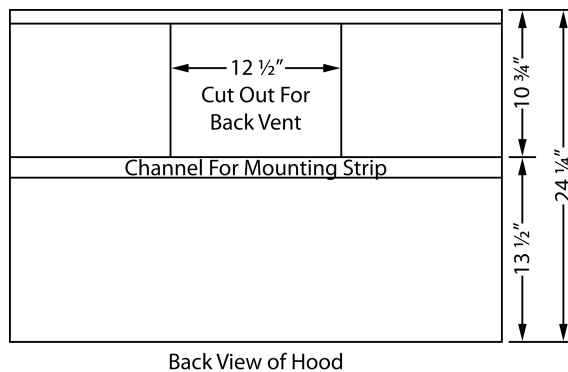 12 ½”
Cut Out For
Back Vent
Channel For Mounting Strip
10 ¾”
13 ½”
24 ¼”
Back View of Hood